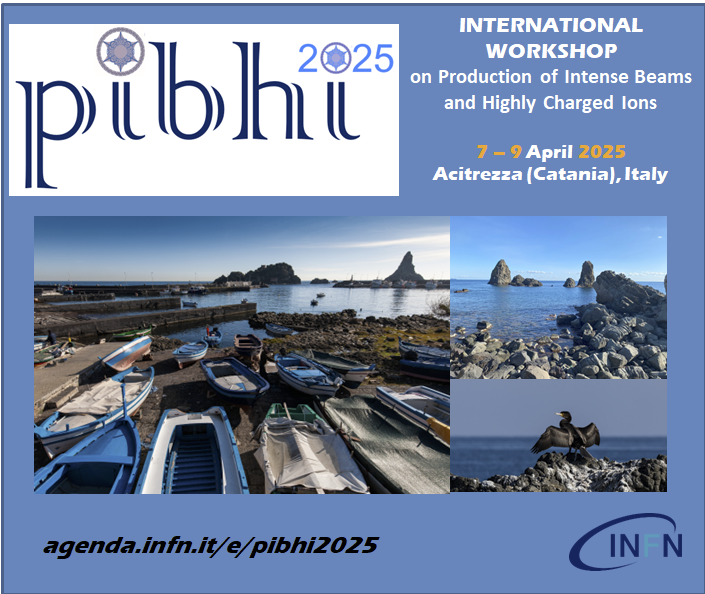 pibhi
2025
INTERNATIONAL
WORKSHOP
on Production of Intense Beams
and Highly Charged Ions
7 – 9 April 2025
Acitrezza (Catania), Italy
agenda.infn.it/e/pibhi2025
INFN